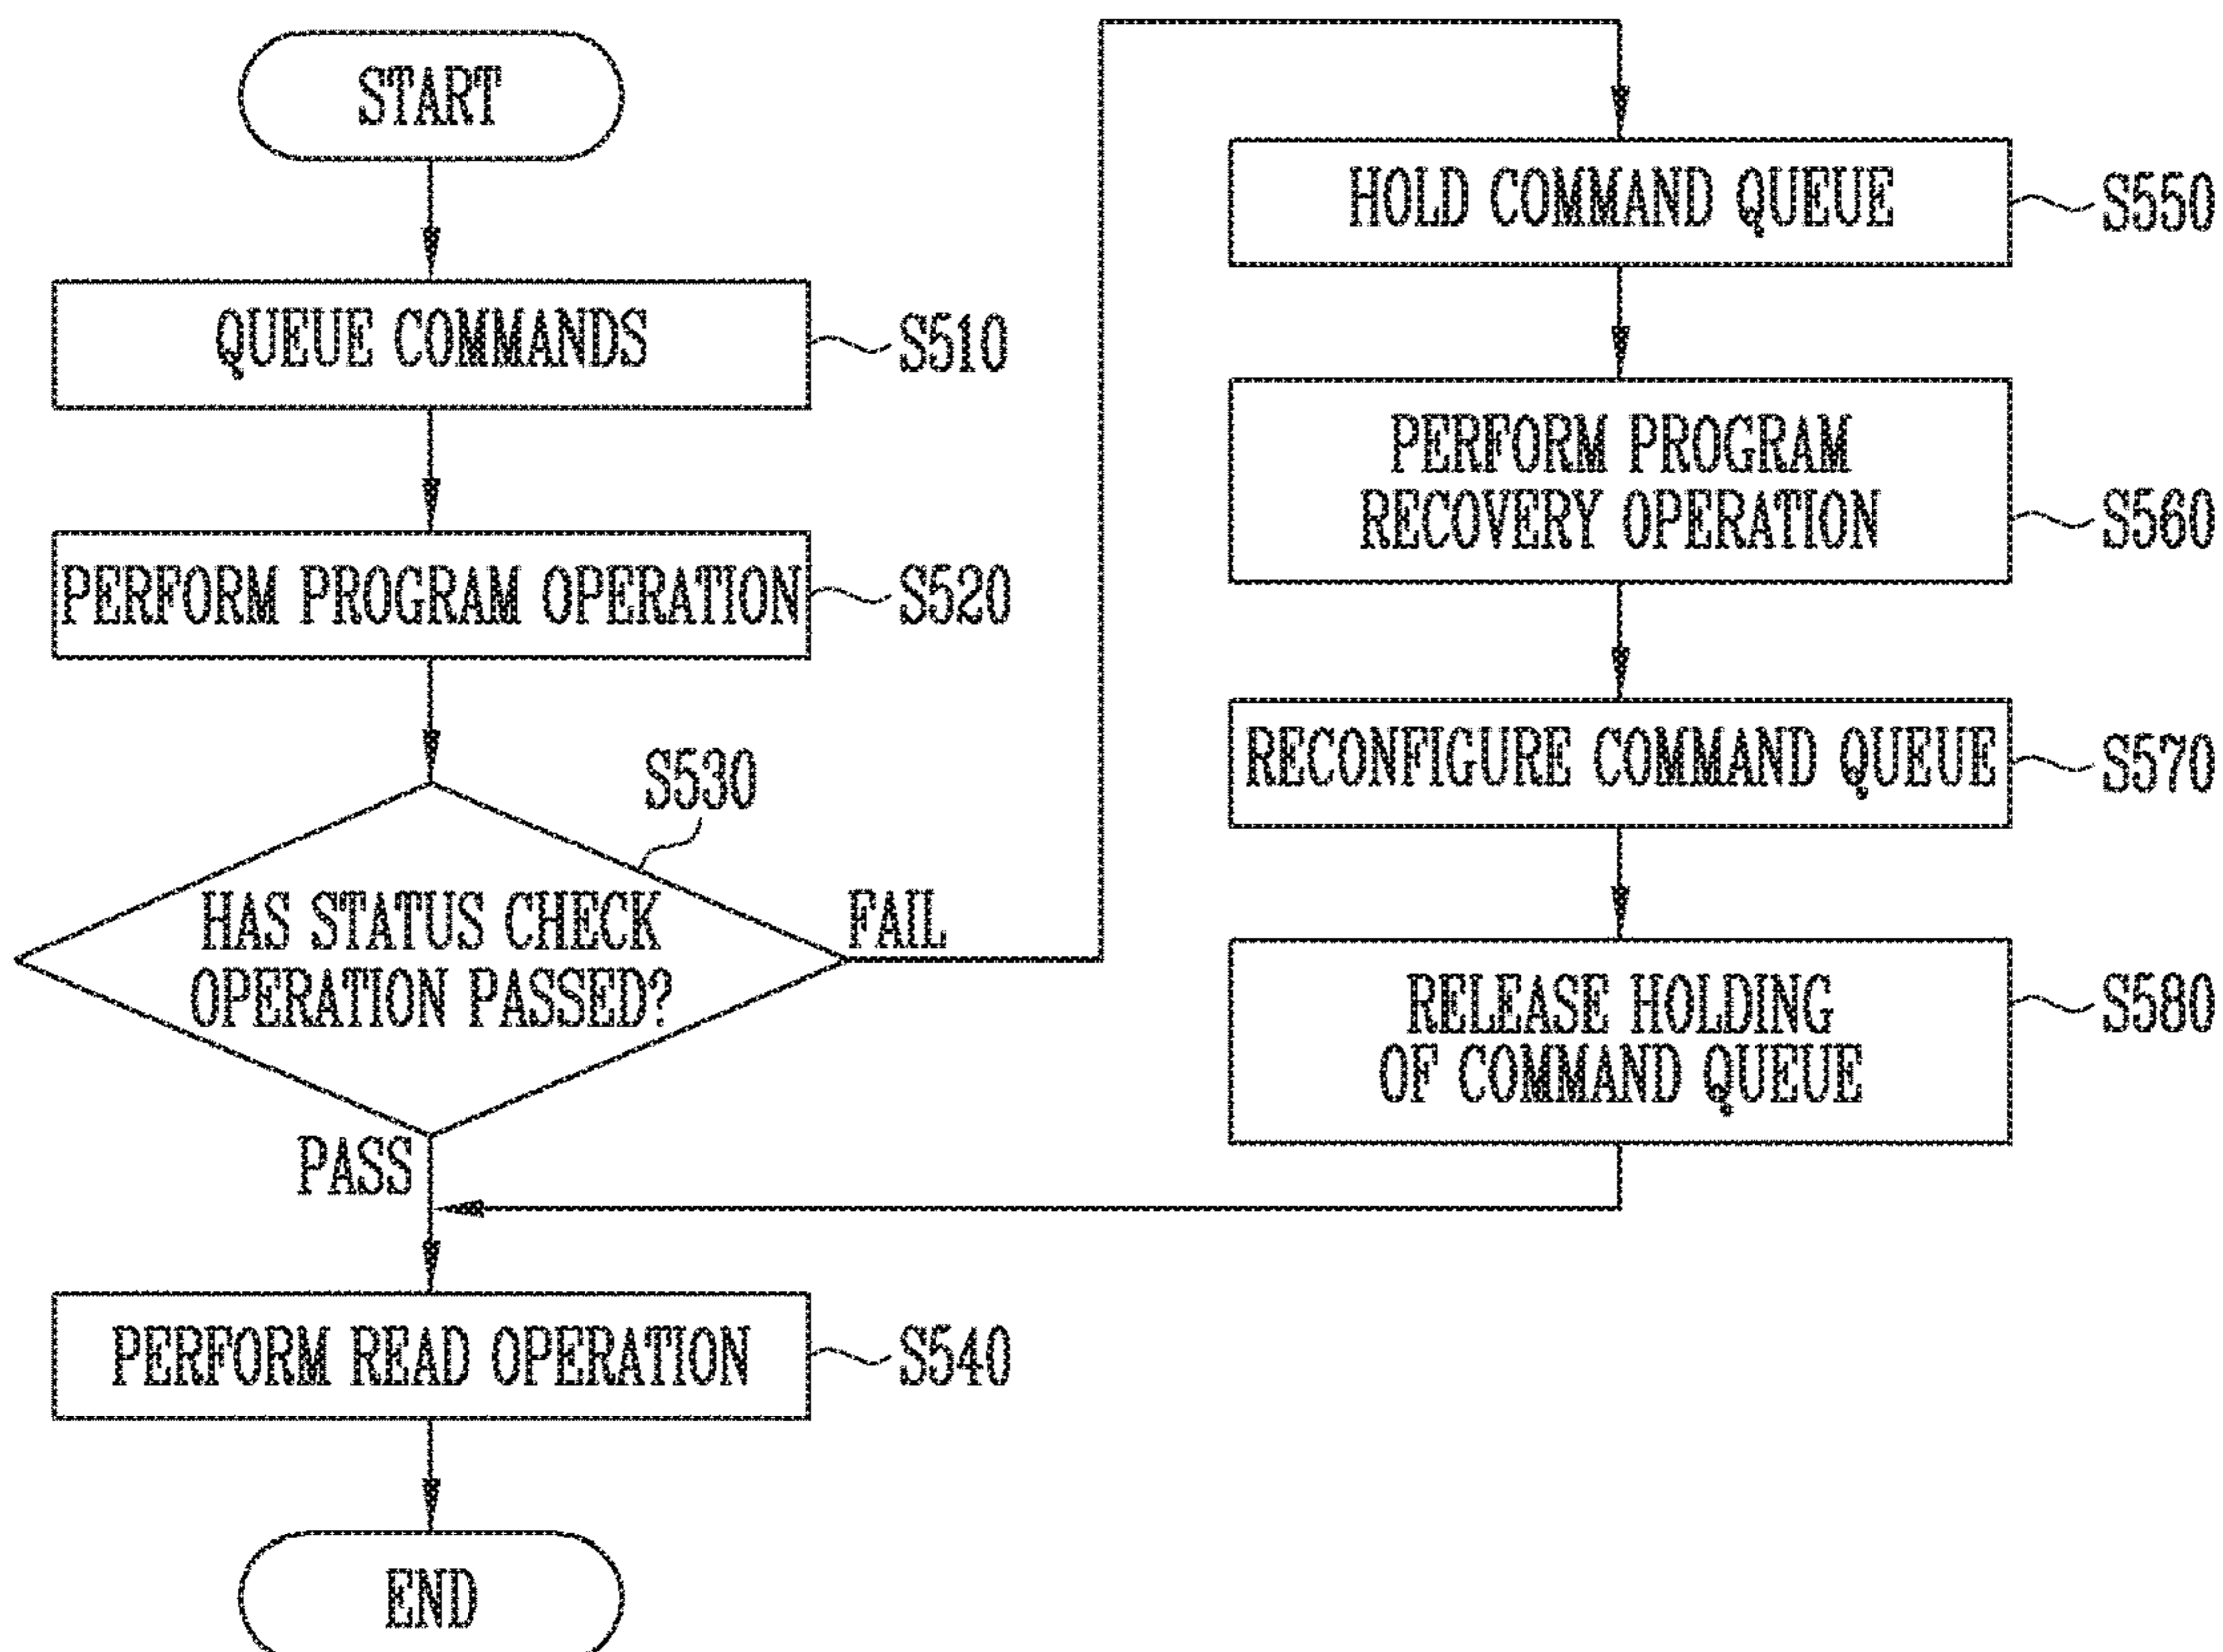 START
QUEUE COMMANDS
S510
PERFORM PROGRAM OPERATION
S520
S530
HAS STATUS CHECK
OPERATION PASSED?
FAIL
PASS
PERFORM READ OPERATION
S540
END
HOLD COMMAND QUEUE
S550
PERFORM PROGRAM
RECOVERY OPERATION
S560
RECONFIGURE COMMAND QUEUE
S570
RELEASE HOLDING
OF COMMAND QUEUE
S580